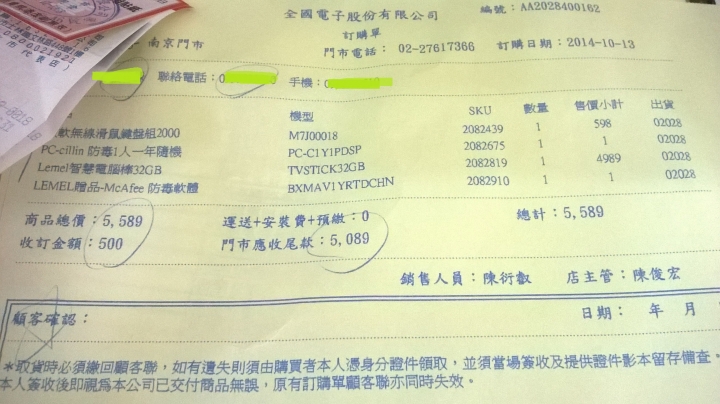 全國電子股份有限公司
編號：AA2028400162
訂購單
南京門市
門市電話： 02-27617366
訂購日期：2014-10-13
聯絡電話：0
手機：
機型 SKU 數量 售價小計 出貨
軟無線滑鼠鍵盤組2000 M7J00018 2082439 1 598 02028
PC-cillin 防毒1人一年隨機 PC-C1Y1PDSP 2082675 1 1 02028
Lemel智慧電腦棒32GB TVSTICK32GB 2082819 1 4989 02028
LEMEL贈品-McAfee 防毒軟體 BXMAV1YRTDCHN 2082910 1 1 02028
商品總價：5,589 運送+安裝費+預繳：0 總計：5,589
收訂金額：500 門市應收尾款：5,089
銷售人員：陳衍叡 店主管：陳俊宏
顧客確認： 日期： 年 月
*取貨時必須繳回顧客聯，如有遺失則須由購買者本人憑身分證件領取，並須當場簽收及提供證件影本留存備查。
本人簽收後即視為本公司已交付商品無誤，原有訂購單顧客聯亦同時失效。